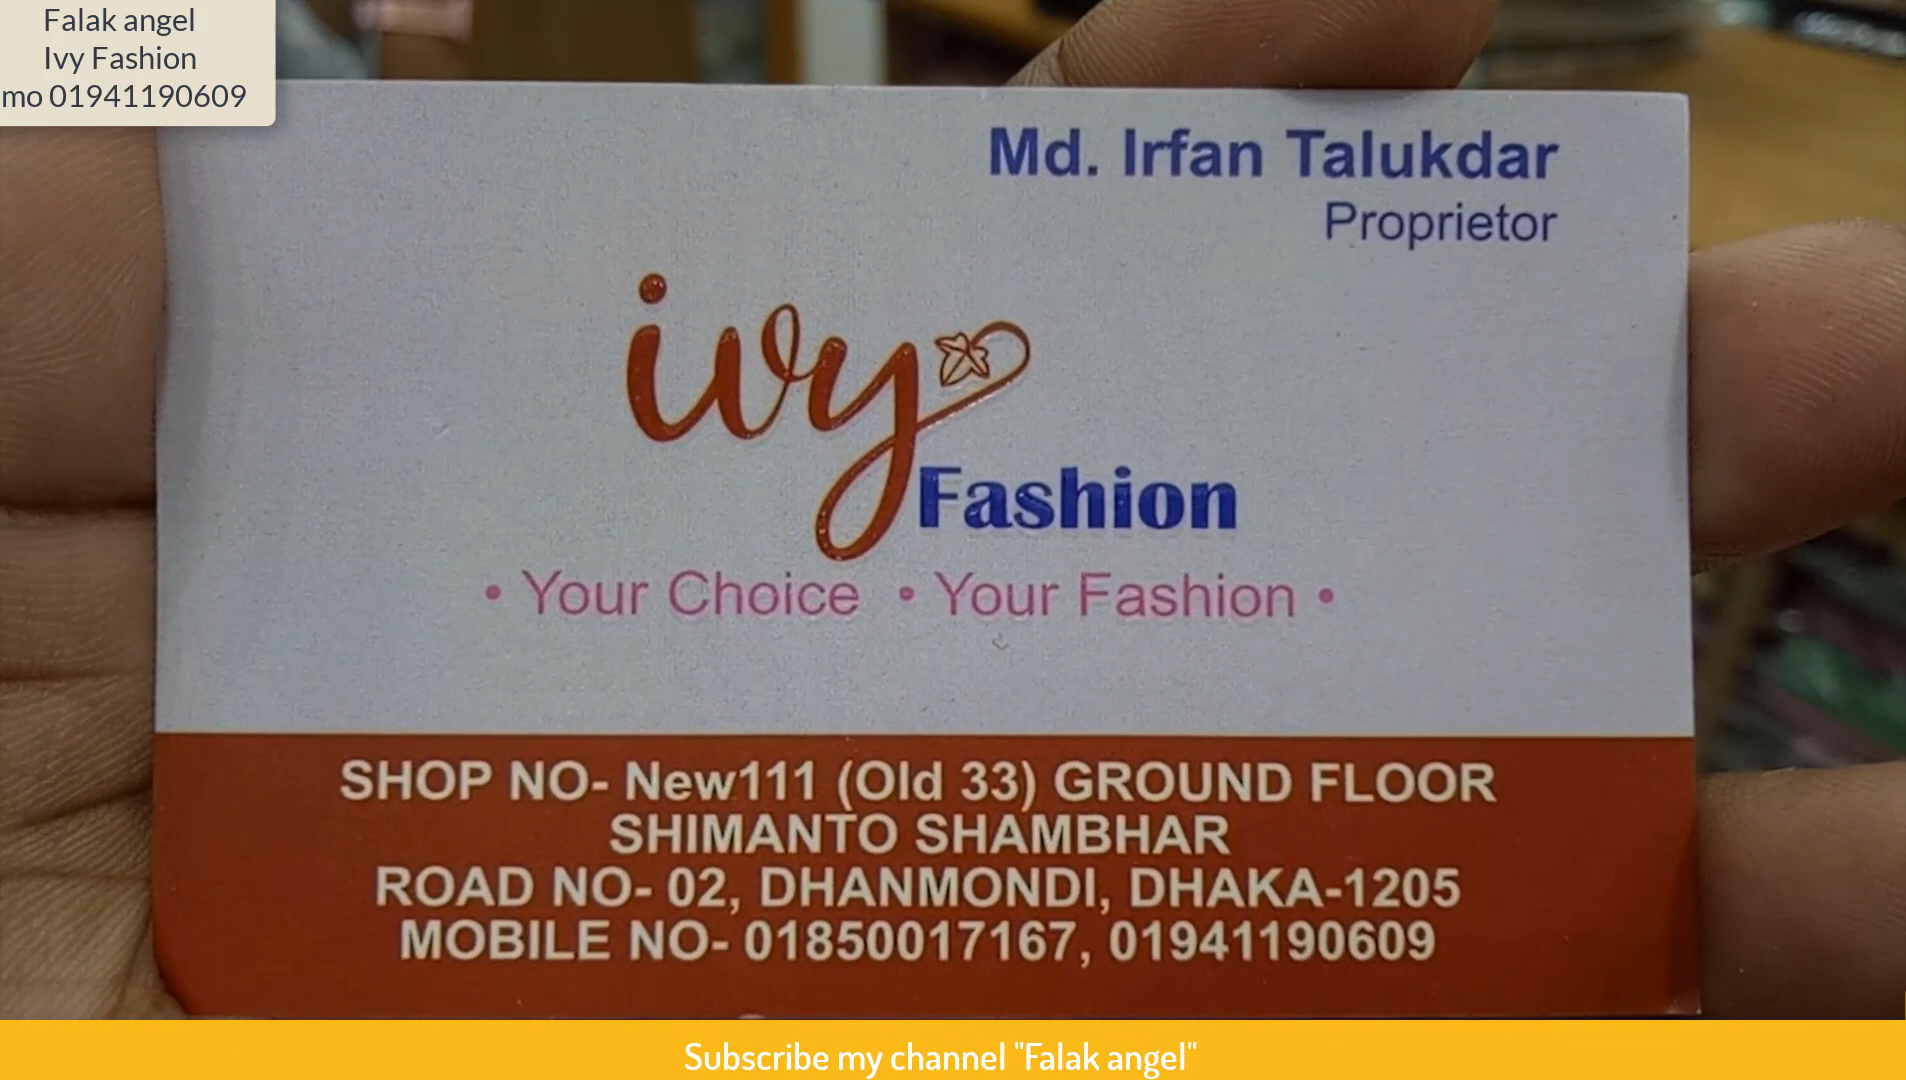 Falak angel
Ivy Fashion
mo 01941190609
Md. Irfan Talukdar
Proprietor
ivy
Fashion
• Your Choice • Your Fashion •
SHOP NO- New111 (Old 33) GROUND FLOOR
SHIMANTO SHAMBHAR
ROAD NO- 02, DHANMONDI, DHAKA-1205
MOBILE NO- 01850017167, 01941190609
Subscribe my channel "Falak angel"